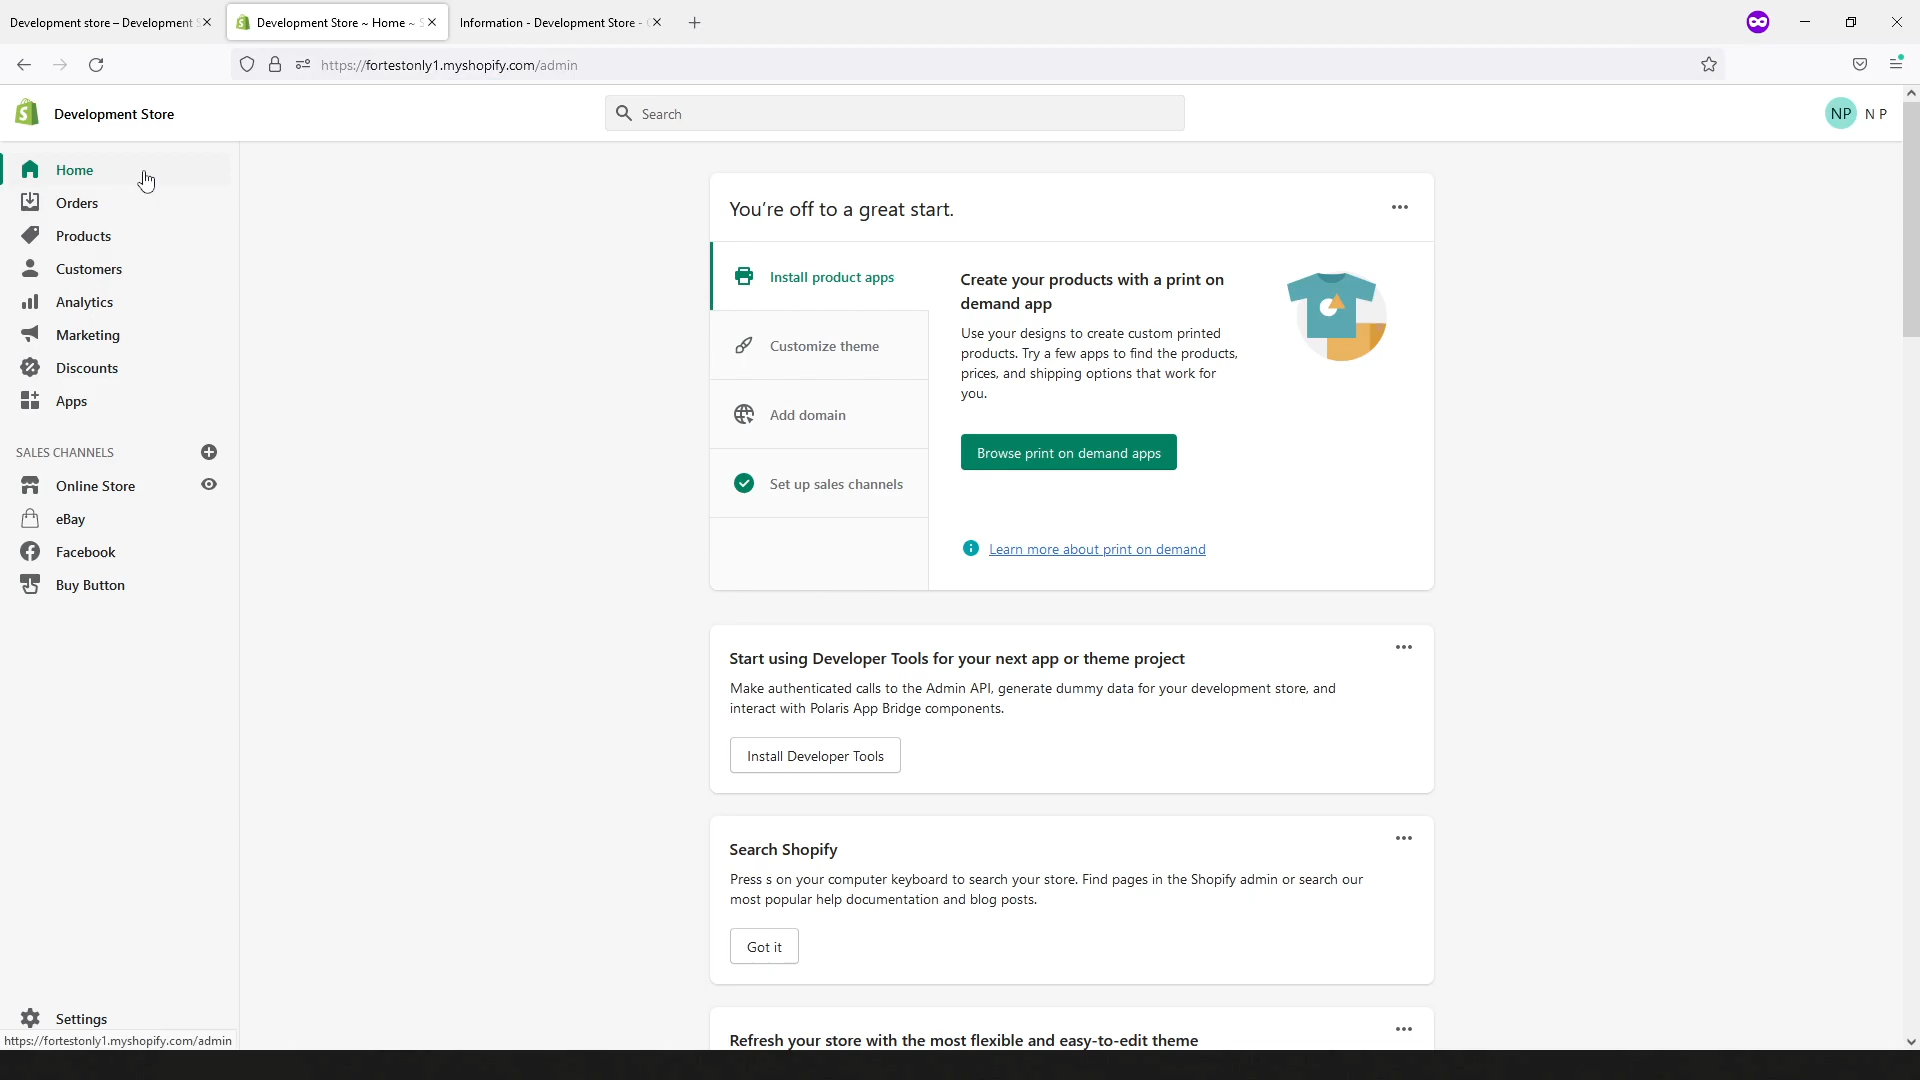 Development store – Development S
Development Store ~ Home ~ S
Information - Development Store -
https://fortestonly1.myshopify.com/admin
Development Store
Search
NP
N P
Home
Orders
Products
Customers
Analytics
Marketing
Discounts
Apps
SALES CHANNELS
Online Store
eBay
Facebook
Buy Button
Settings
https://fortestonly1.myshopify.com/admin
You're off to a great start.
Install product apps
Customize theme
Add domain
Set up sales channels
Create your products with a print on
demand app
Use your designs to create custom printed
products. Try a few apps to find the products,
prices, and shipping options that work for
you.
Browse print on demand apps
Learn more about print on demand
Start using Developer Tools for your next app or theme project
Make authenticated calls to the Admin API, generate dummy data for your development store, and
interact with Polaris App Bridge components.
Install Developer Tools
Search Shopify
Press s on your computer keyboard to search your store. Find pages in the Shopify admin or search our
most popular help documentation and blog posts.
Got it
Refresh your store with the most flexible and easy-to-edit theme